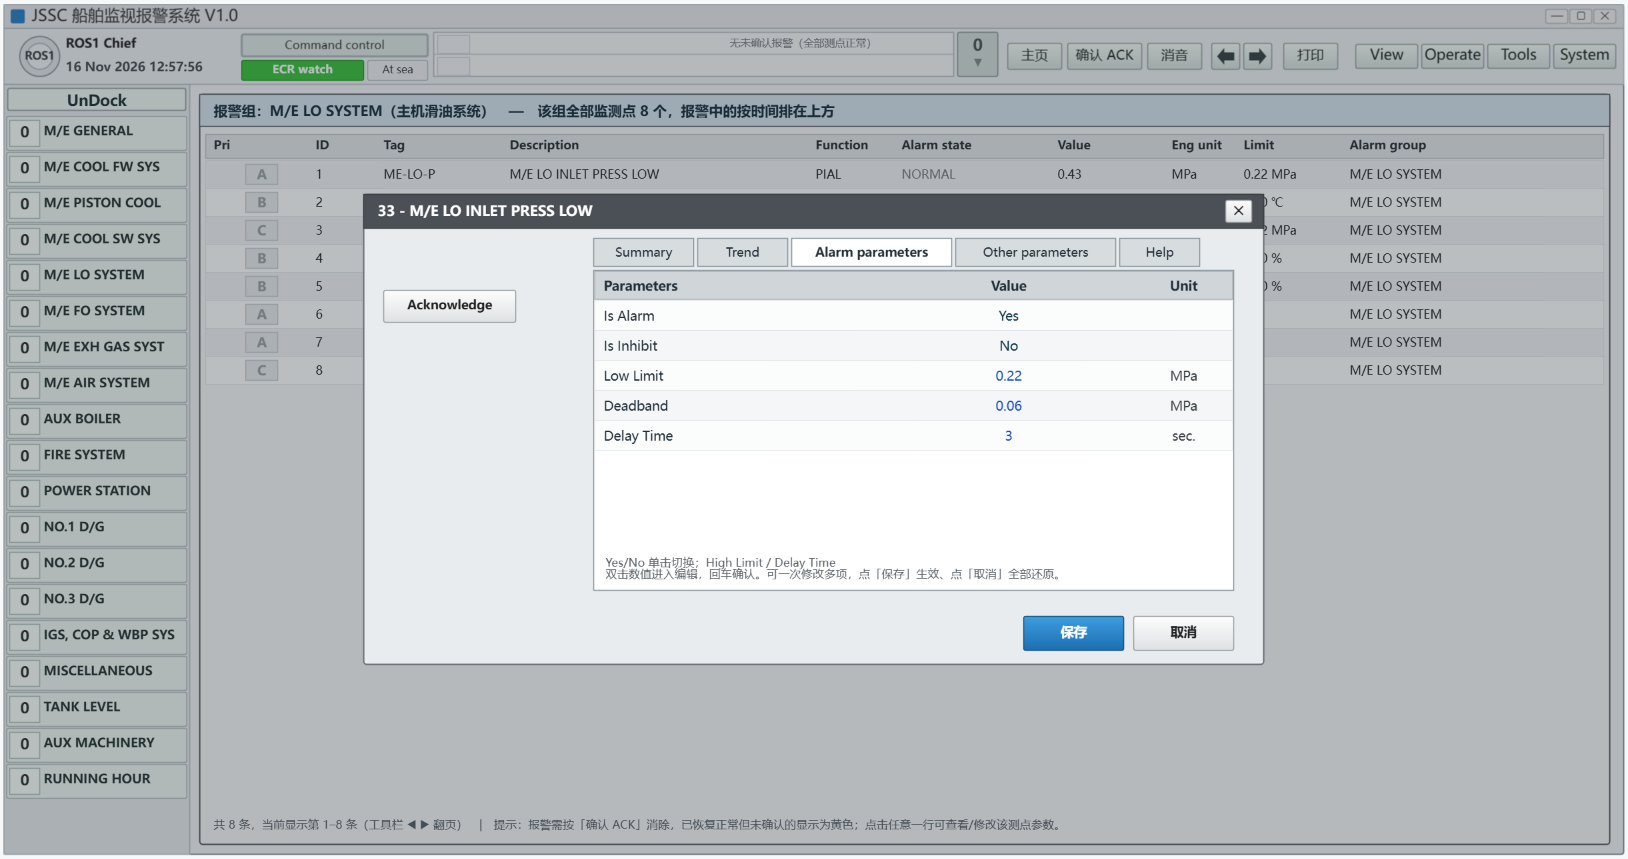 JSSC 船舶监视报警系统 V1.0
ROS1
ROS1 Chief
16 Nov 2026 12:57:56
Command control
ECR watch
At sea
无未确认报警（全部测点正常）
0
▼
主页
确认 ACK
消音
打印
View
Operate
Tools
System
UnDock
0 M/E GENERAL
0 M/E COOL FW SYS
0 M/E PISTON COOL
0 M/E COOL SW SYS
0 M/E LO SYSTEM
0 M/E FO SYSTEM
0 M/E EXH GAS SYST
0 M/E AIR SYSTEM
0 AUX BOILER
0 FIRE SYSTEM
0 POWER STATION
0 NO.1 D/G
0 NO.2 D/G
0 NO.3 D/G
0 IGS, COP & WBP SYS
0 MISCELLANEOUS
0 TANK LEVEL
0 AUX MACHINERY
0 RUNNING HOUR
报警组：M/E LO SYSTEM（主机滑油系统） — 该组全部监测点 8 个，报警中的按时间排在上方
Pri ID Tag Description Function Alarm state Value Eng unit Limit Alarm group
A 1 ME-LO-P M/E LO INLET PRESS LOW PIAL NORMAL 0.43 MPa 0.22 MPa M/E LO SYSTEM
B 2 ℃ M/E LO SYSTEM
C 3 MPa M/E LO SYSTEM
B 4 % M/E LO SYSTEM
B 5 % M/E LO SYSTEM
A 6 M/E LO SYSTEM
A 7 M/E LO SYSTEM
C 8 M/E LO SYSTEM
33 - M/E LO INLET PRESS LOW
Acknowledge
Summary
Trend
Alarm parameters
Other parameters
Help
Parameters Value Unit
Is Alarm Yes
Is Inhibit No
Low Limit 0.22 MPa
Deadband 0.06 MPa
Delay Time 3 sec.
Yes/No 单击切换；High Limit / Delay Time
双击数值进入编辑，回车确认。可一次修改多项，点「保存」生效、点「取消」全部还原。
保存
取消
共 8 条，当前显示第 1–8 条（工具栏 ◀ ▶ 翻页） | 提示：报警需按「确认 ACK」消除，已恢复正常但未确认的显示为黄色；点击任意一行可查看/修改该测点参数。